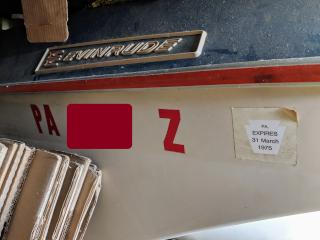 EVINRUDE
PA Z
PA.
EXPIRES
31 March
1975